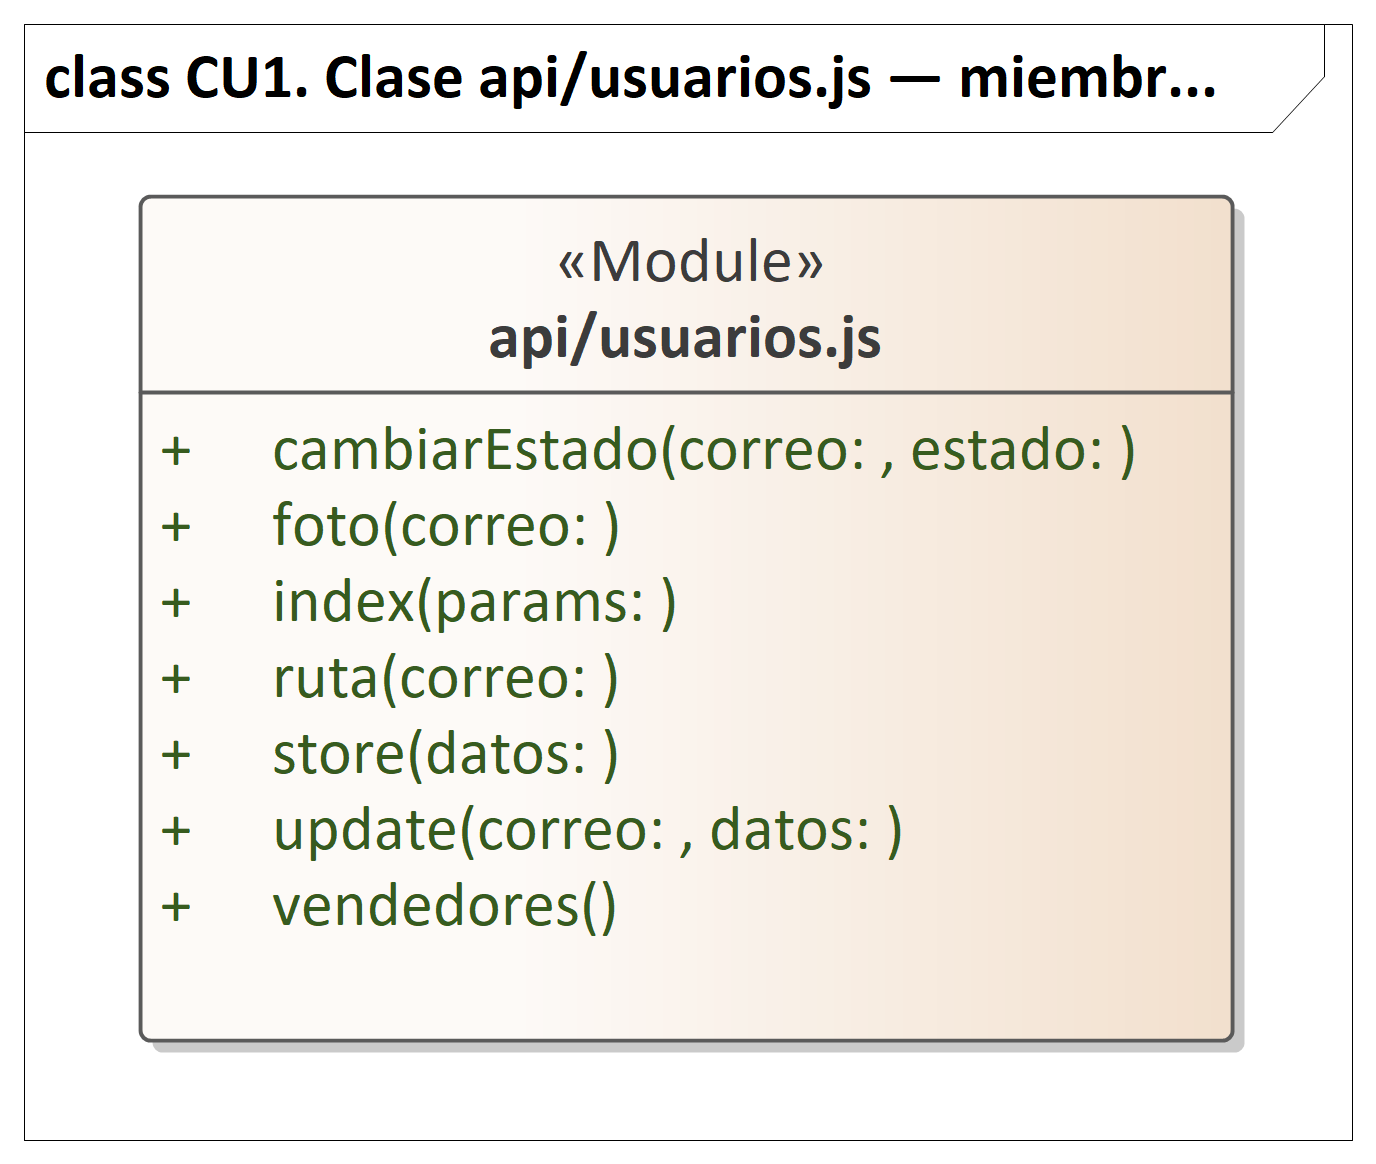 class CU1. Clase api/usuarios.js — miembr...
«Module»
api/usuarios.js
+ cambiarEstado(correo: , estado: )
+ foto(correo: )
+ index(params: )
+ ruta(correo: )
+ store(datos: )
+ update(correo: , datos: )
+ vendedores()